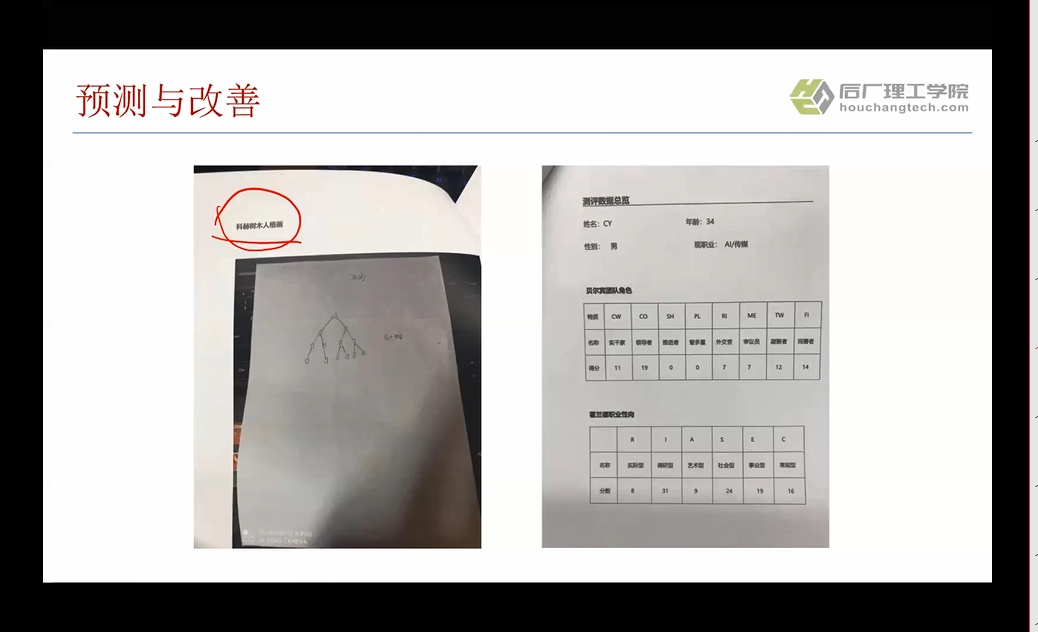 预测与改善
后厂理工学院
houchangtech.com
科赫树木人格画
测评数据总览
姓名：CY 年龄：34
性别： 男 现职业： AI/传媒
贝尔宾团队角色
特质 CW CO SH PL RI ME TW FI
名称 实干家 领导者 推进者 智多星 外交官 审议员 凝聚者 完善者
得分 11 19 0 0 7 7 12 14
霍兰德职业性向
R I A S E C
名称 实际型 调研型 艺术型 社会型 事业型 常规型
分数 8 31 9 24 19 16